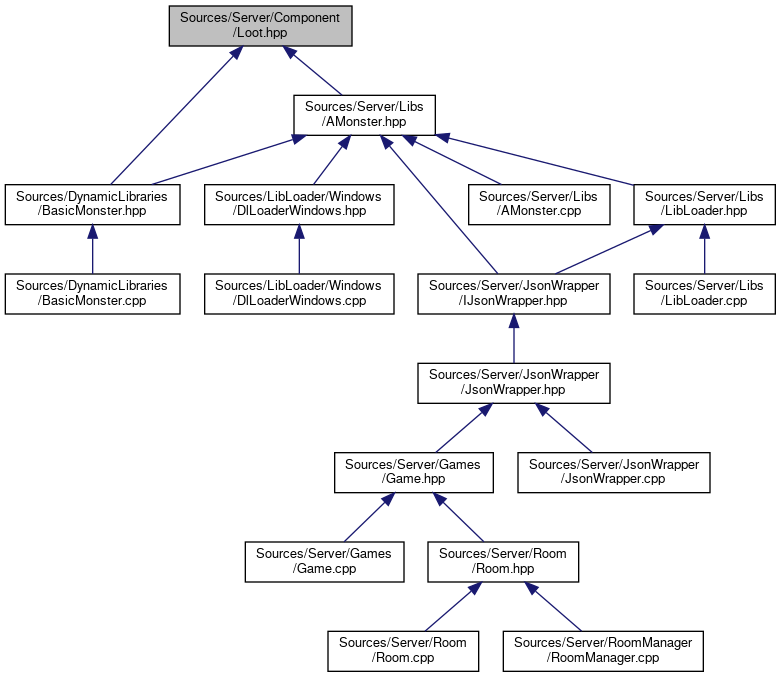 Sources/Server/Component
/Loot.hpp
Sources/Server/Libs
/AMonster.hpp
Sources/DynamicLibraries
/BasicMonster.hpp
Sources/LibLoader/Windows
/DlLoaderWindows.hpp
Sources/Server/Libs
/AMonster.cpp
Sources/Server/Libs
/LibLoader.hpp
Sources/DynamicLibraries
/BasicMonster.cpp
Sources/LibLoader/Windows
/DlLoaderWindows.cpp
Sources/Server/JsonWrapper
/IJsonWrapper.hpp
Sources/Server/Libs
/LibLoader.cpp
Sources/Server/JsonWrapper
/JsonWrapper.hpp
Sources/Server/Games
/Game.hpp
Sources/Server/JsonWrapper
/JsonWrapper.cpp
Sources/Server/Games
/Game.cpp
Sources/Server/Room
/Room.hpp
Sources/Server/Room
/Room.cpp
Sources/Server/RoomManager
/RoomManager.cpp